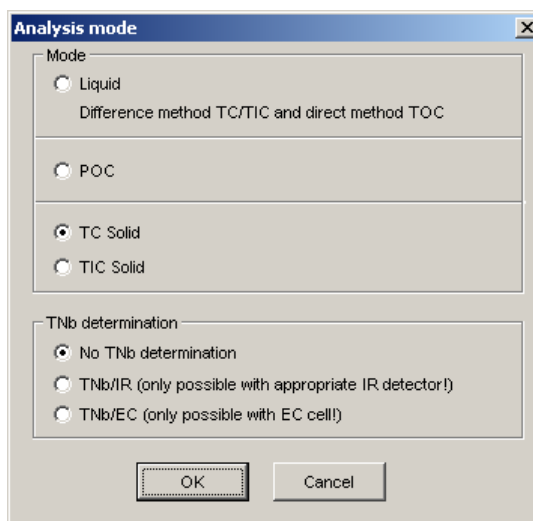 Analysis mode
Mode
Liquid
Difference method TC/TIC and direct method TOC
POC
TC Solid
TIC Solid
TNb determination
No TNb determination
TNb/IR (only possible with appropriate IR detector!)
TNb/EC (only possible with EC cell!)
OK Cancel